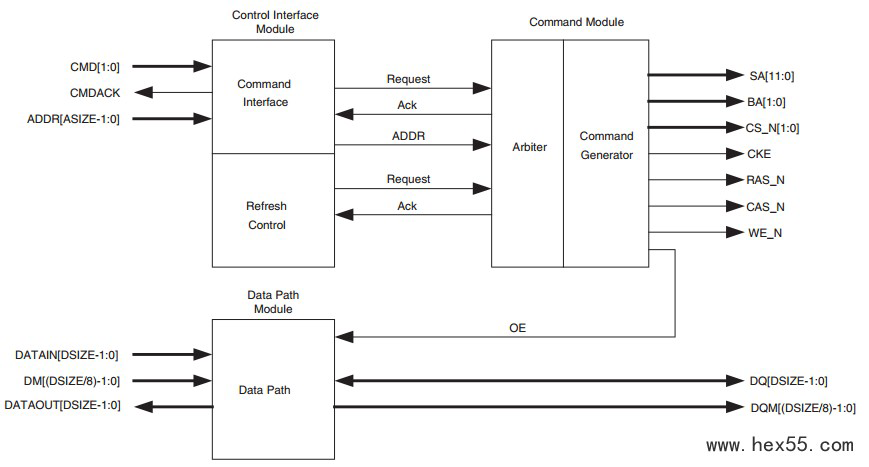 Control Interface
Module
Command Module
CMD[1:0]
CMDACK
ADDR[ASIZE-1:0]
Command
Interface
Refresh
Control
Request
Ack
ADDR
Request
Ack
Arbiter
Command
Generator
SA[11:0]
BA[1:0]
CS_N[1:0]
CKE
RAS_N
CAS_N
WE_N
Data Path
Module
OE
DATAIN[DSIZE-1:0]
DM[(DSIZE/8)-1:0]
DATAOUT[DSIZE-1:0]
Data Path
DQ[DSIZE-1:0]
DQM[(DSIZE/8)-1:0]
www.hex55.com